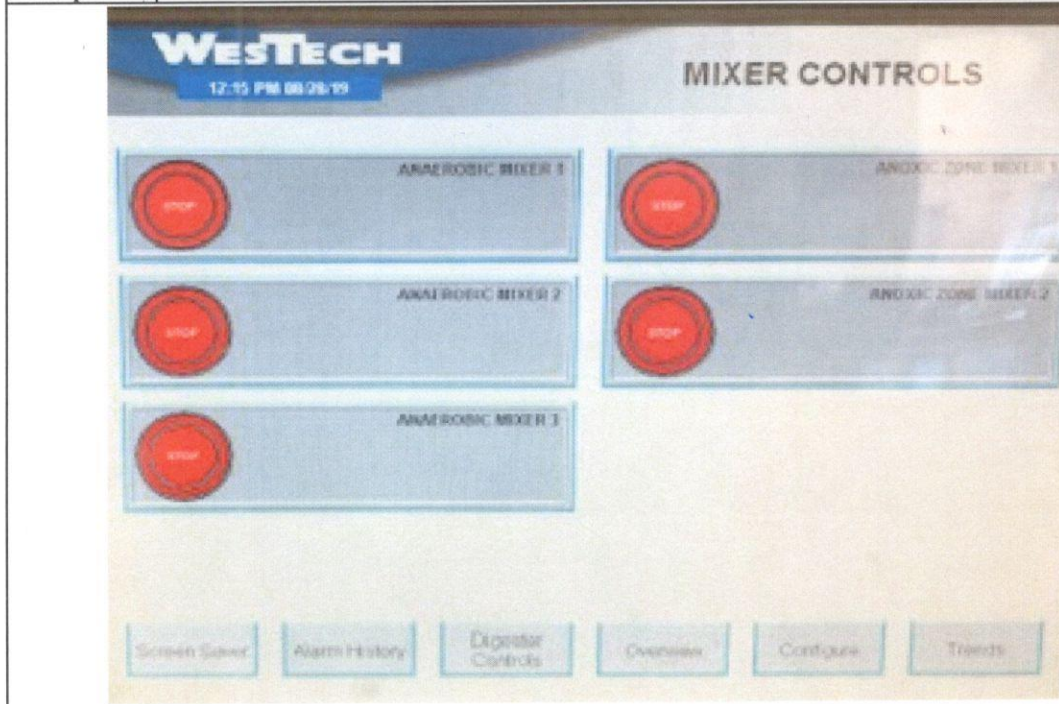 WESTECH
12:15 PM 08/28/19
MIXER CONTROLS
ANAEROBIC MIXER 1
STOP
ANOXIC ZONE MIXER 1
STOP
ANAEROBIC MIXER 2
STOP
ANOXIC ZONE MIXER 2
STOP
ANAEROBIC MIXER 3
STOP
Screen Saver
Alarm History
Digester
Controls
Overview
Configure
Trends